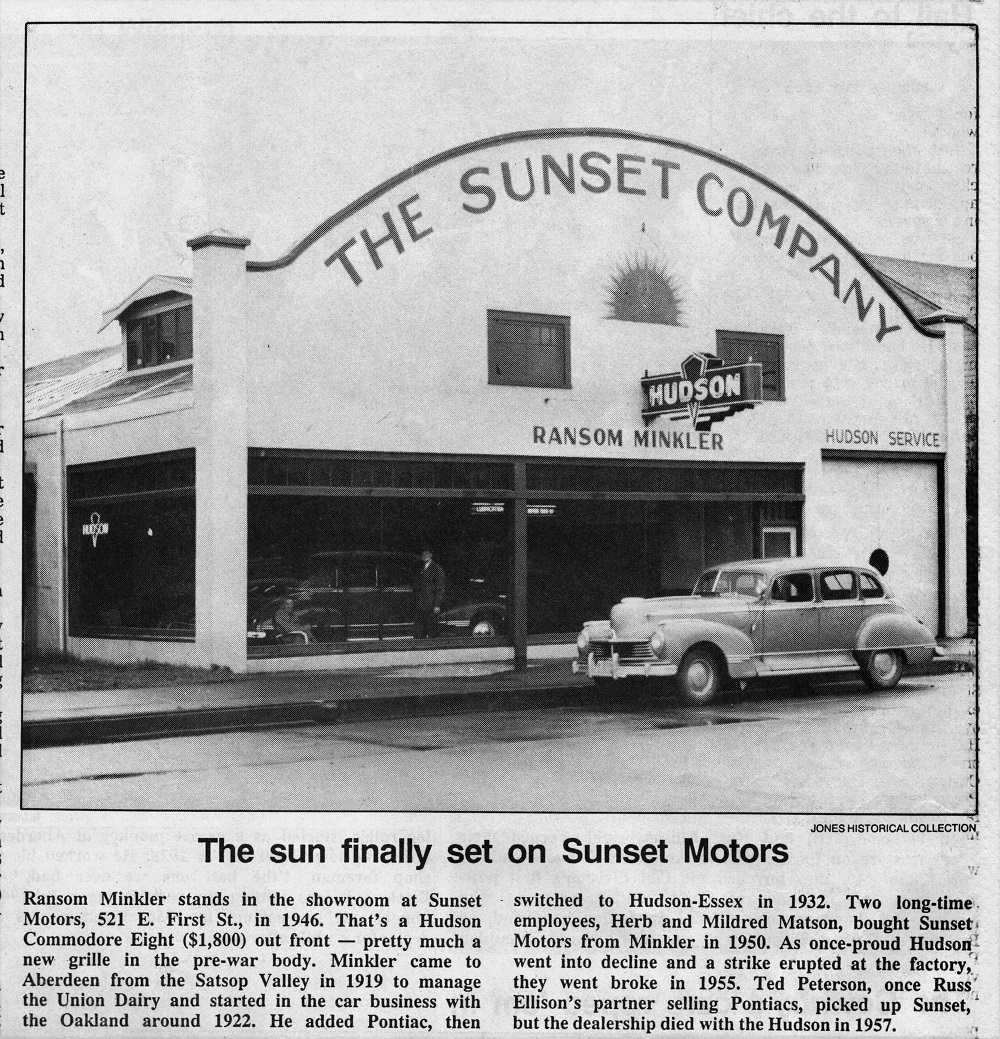 THE SUNSET COMPANY
HUDSON
RANSOM MINKLER
HUDSON SERVICE
HUDSON
LUBRICATION
JONES HISTORICAL COLLECTION
The sun finally set on Sunset Motors
Ransom Minkler stands in the showroom at Sunset
Motors, 521 E. First St., in 1946. That's a Hudson
Commodore Eight ($1,800) out front — pretty much a
new grille in the pre-war body. Minkler came to
Aberdeen from the Satsop Valley in 1919 to manage
the Union Dairy and started in the car business with
the Oakland around 1922. He added Pontiac, then
switched to Hudson-Essex in 1932. Two long-time
employees, Herb and Mildred Matson, bought Sunset
Motors from Minkler in 1950. As once-proud Hudson
went into decline and a strike erupted at the factory,
they went broke in 1955. Ted Peterson, once Russ
Ellison's partner selling Pontiacs, picked up Sunset,
but the dealership died with the Hudson in 1957.